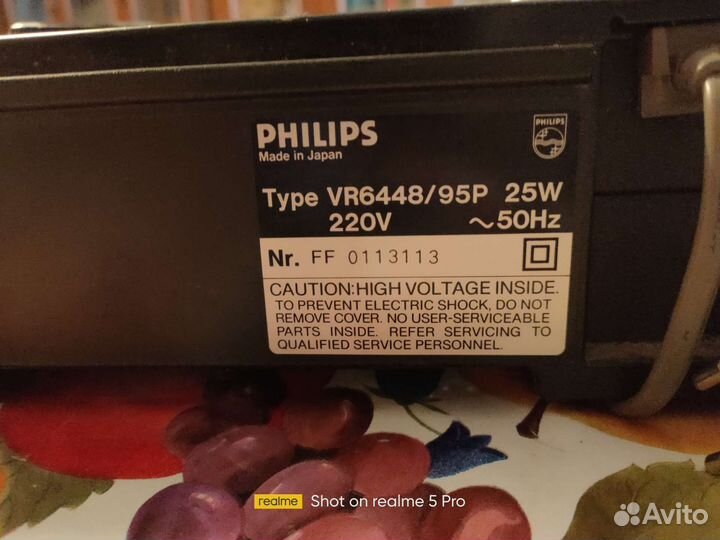 PHILIPS
Made in Japan
PHILIPS
Type VR6448/95P 25W
220V ~50Hz
Nr. FF 0113113
CAUTION:HIGH VOLTAGE INSIDE.
TO PREVENT ELECTRIC SHOCK, DO NOT
REMOVE COVER. NO USER-SERVICEABLE
PARTS INSIDE. REFER SERVICING TO
QUALIFIED SERVICE PERSONNEL.
realme Shot on realme 5 Pro
Avito